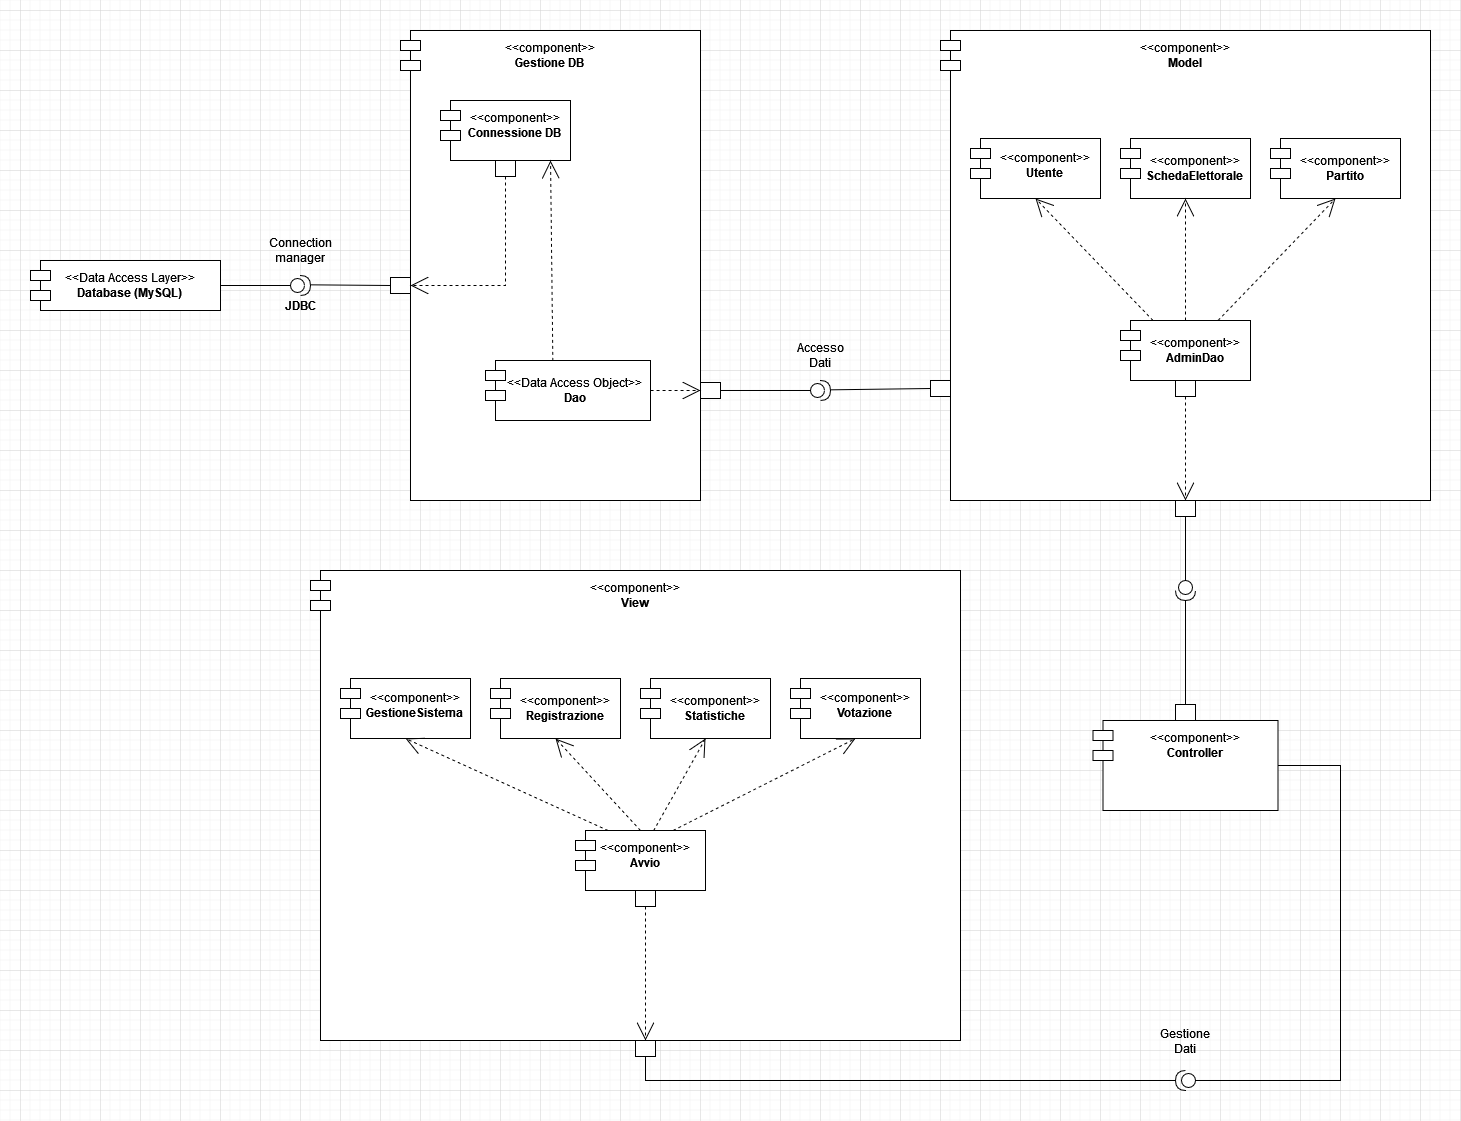 <<component>>
Gestione DB
<<component>>
Connessione DB
Connection
manager
<<Data Access Layer>>
Database (MySQL)
JDBC
<<Data Access Object>>
Dao
Accesso
Dati
<<component>>
Model
<<component>>
Utente
<<component>>
SchedaElettorale
<<component>>
Partito
<<component>>
AdminDao
<<component>>
View
<<component>>
GestioneSistema
<<component>>
Registrazione
<<component>>
Statistiche
<<component>>
Votazione
<<component>>
Avvio
<<component>>
Controller
Gestione
Dati